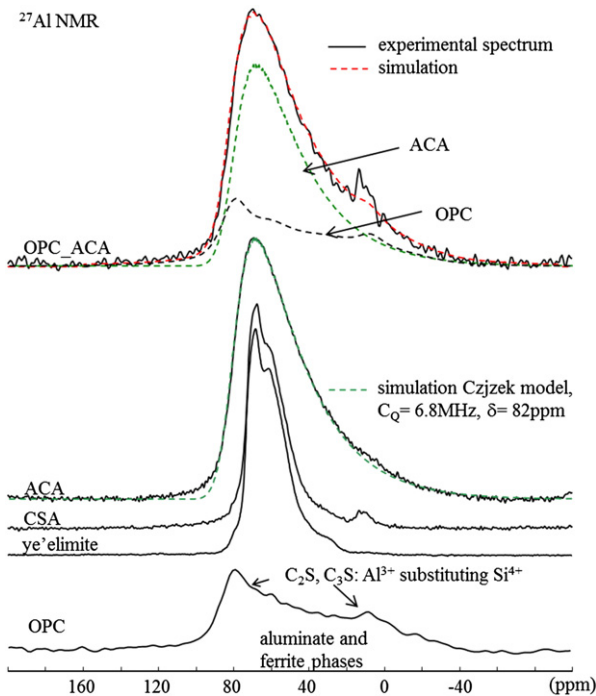 ²⁷Al NMR
experimental spectrum
simulation
ACA
OPC
OPC_ACA
simulation Czjzek model,
C_Q= 6.8MHz, δ= 82ppm
ACA
CSA
ye'elimite
C2S, C3S: Al³⁺ substituting Si⁴⁺
OPC
aluminate and
ferrite phases
160 120 80 40 0 -40 (ppm)